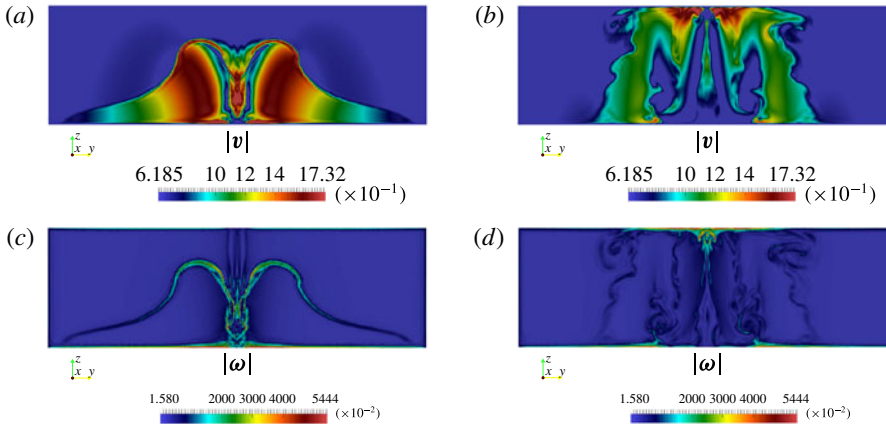 (a)
(b)
z
x y
|v|
6.185 10 12 14 17.32
(×10⁻¹)
z
x y
|v|
6.185 10 12 14 17.32
(×10⁻¹)
(c)
(d)
z
x y
|ω|
1.580 2000 3000 4000 5444
(×10⁻²)
z
x y
|ω|
1.580 2000 3000 4000 5444
(×10⁻²)